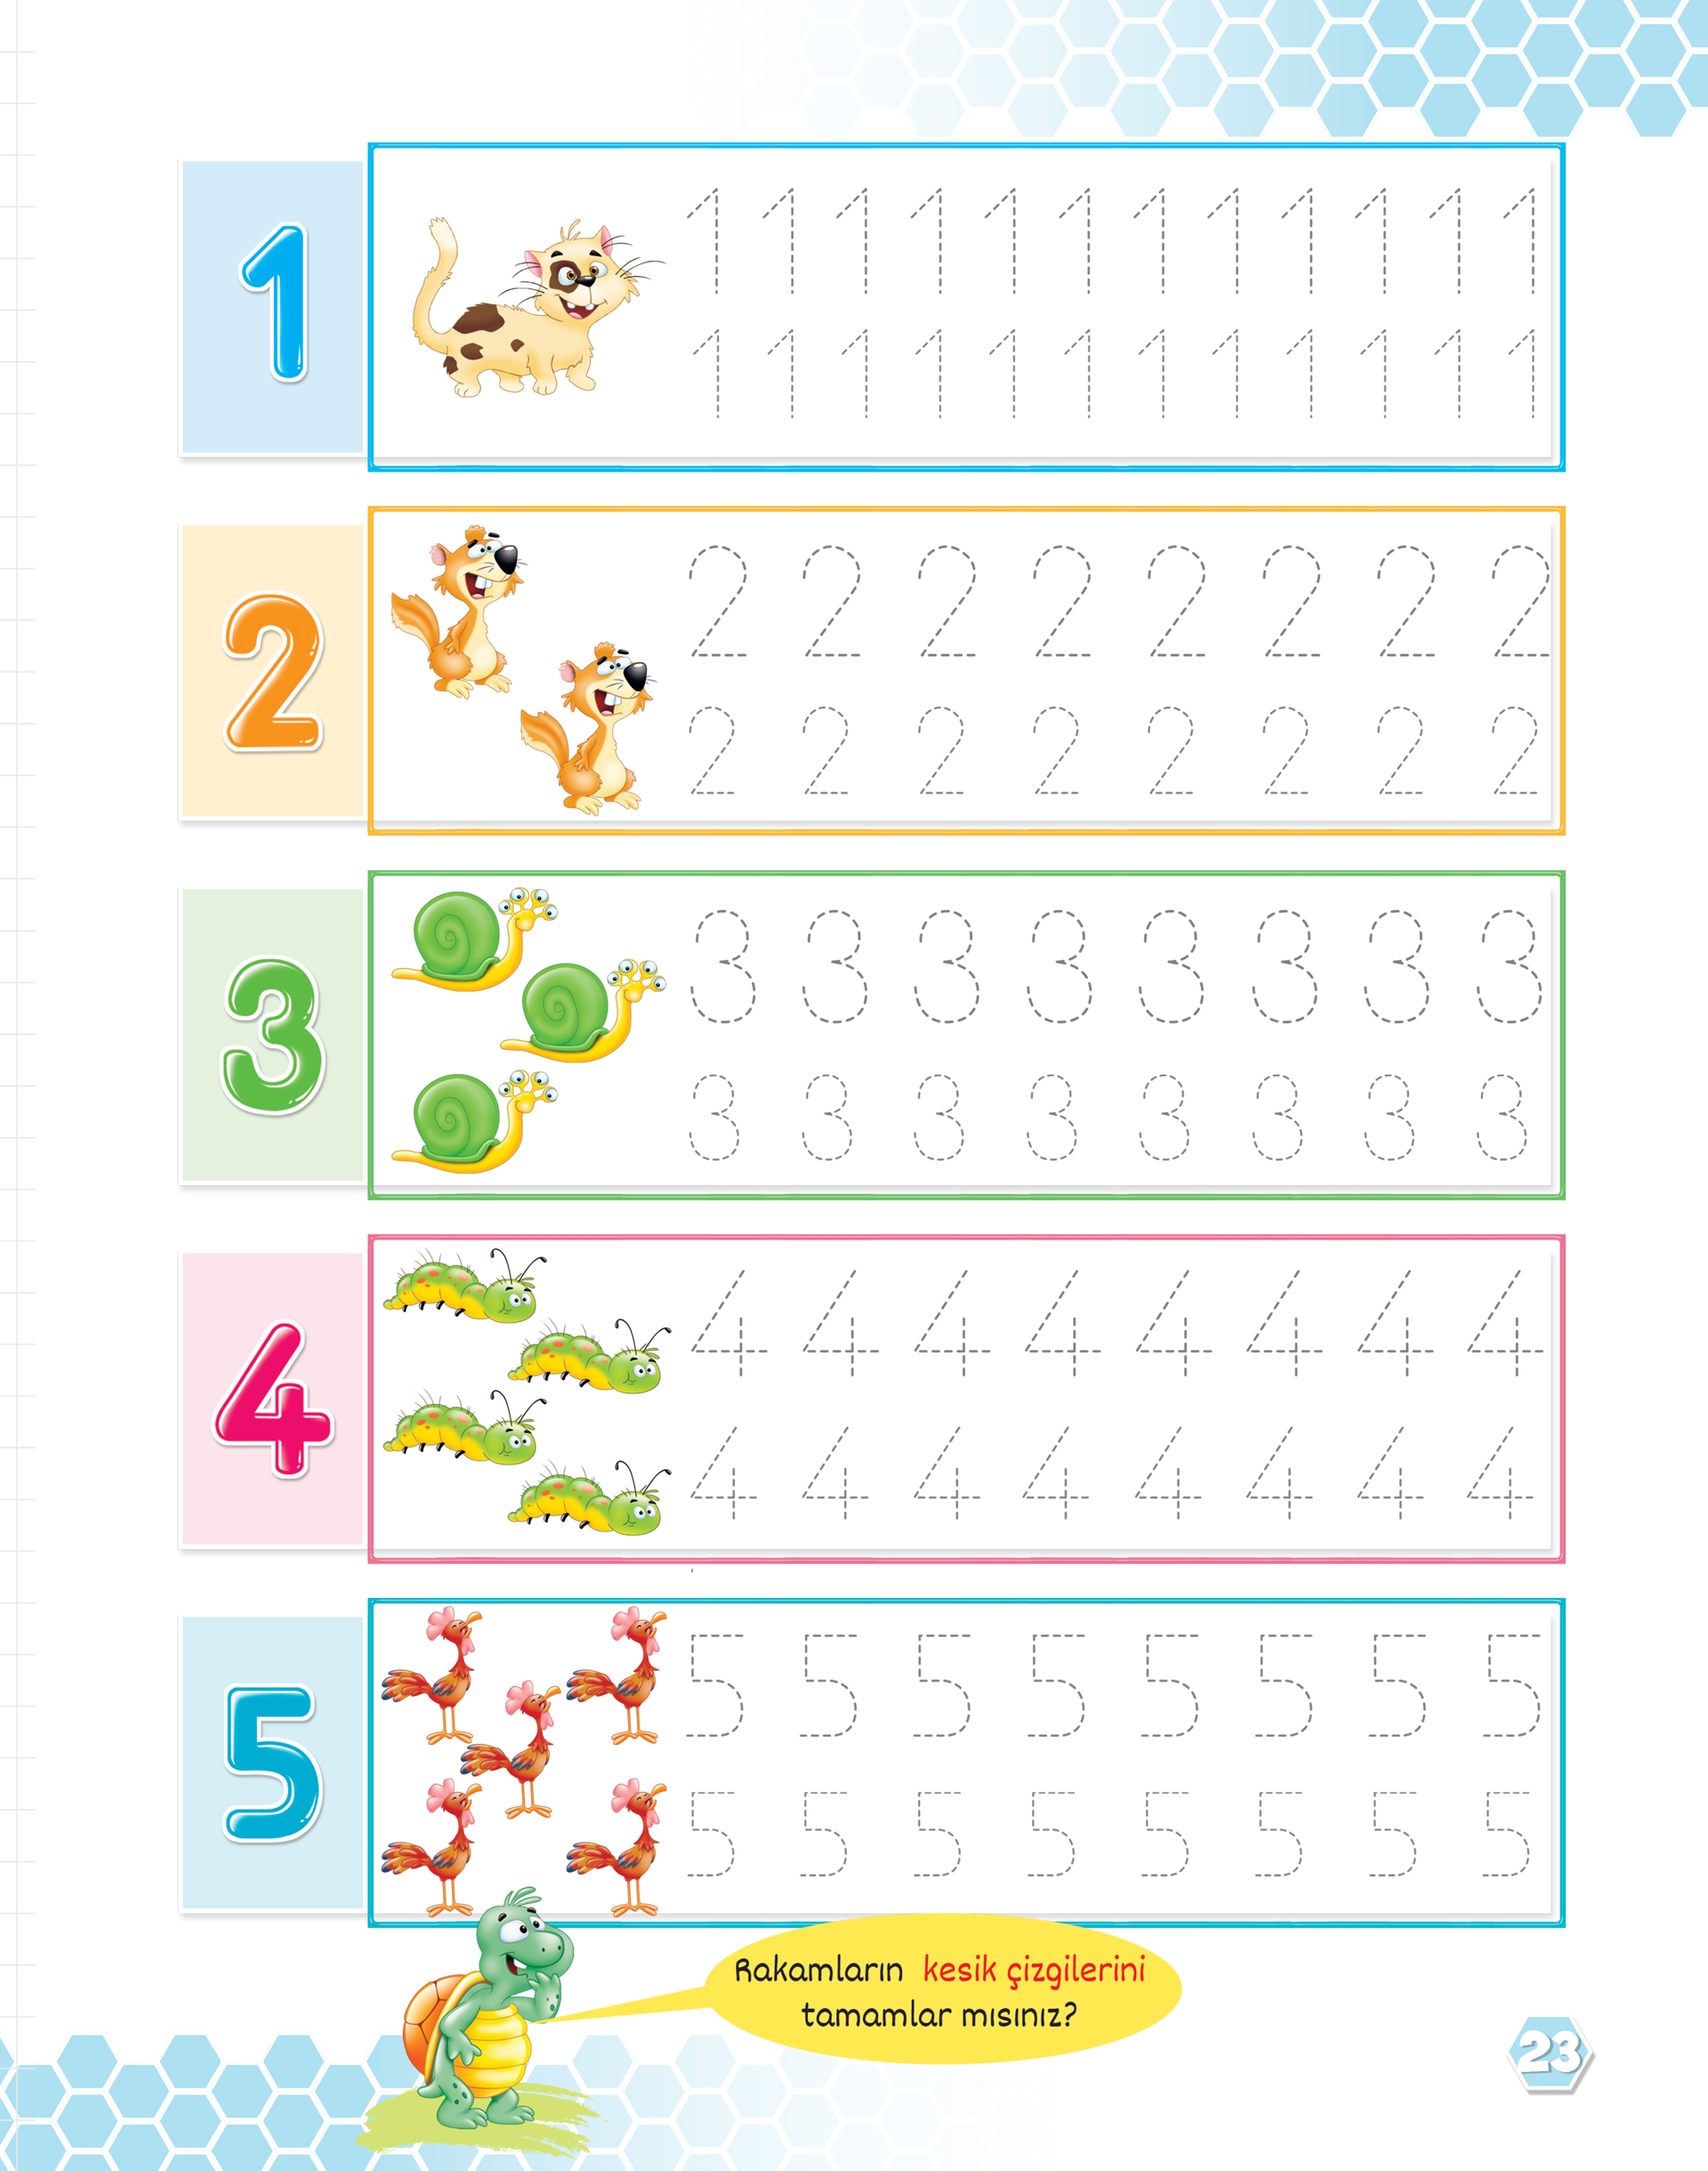 1
1 1 1 1 1 1 1 1 1 1 1 1
1 1 1 1 1 1 1 1 1 1 1 1
2
2 2 2 2 2 2 2 2
2 2 2 2 2 2 2 2
3
3 3 3 3 3 3 3 3
3 3 3 3 3 3 3 3
4
4 4 4 4 4 4 4 4
4 4 4 4 4 4 4 4
5
5 5 5 5 5 5 5 5
5 5 5 5 5 5 5 5
Rakamların kesik çizgilerini
tamamlar mısınız?
23